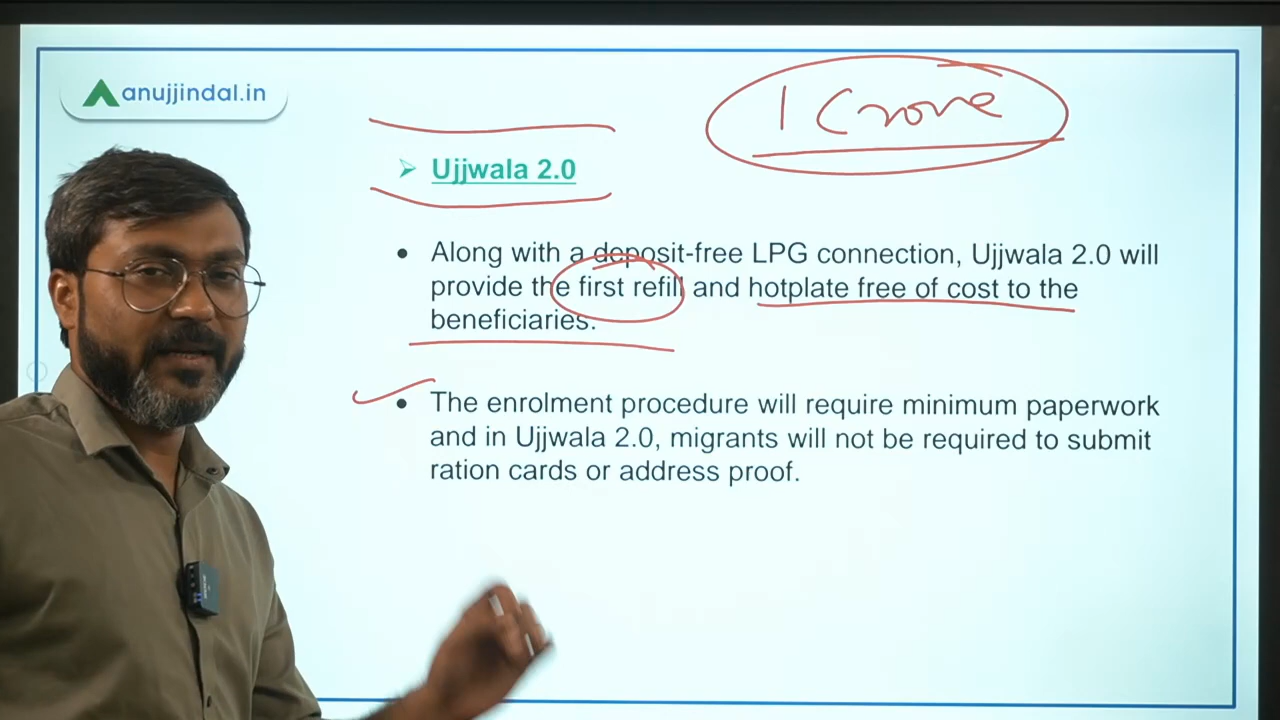 anujjindal.in
1 Crore
Ujjwala 2.0
Along with a deposit-free LPG connection, Ujjwala 2.0 will
provide the first refill and hotplate free of cost to the
beneficiaries.
The enrolment procedure will require minimum paperwork
and in Ujjwala 2.0, migrants will not be required to submit
ration cards or address proof.